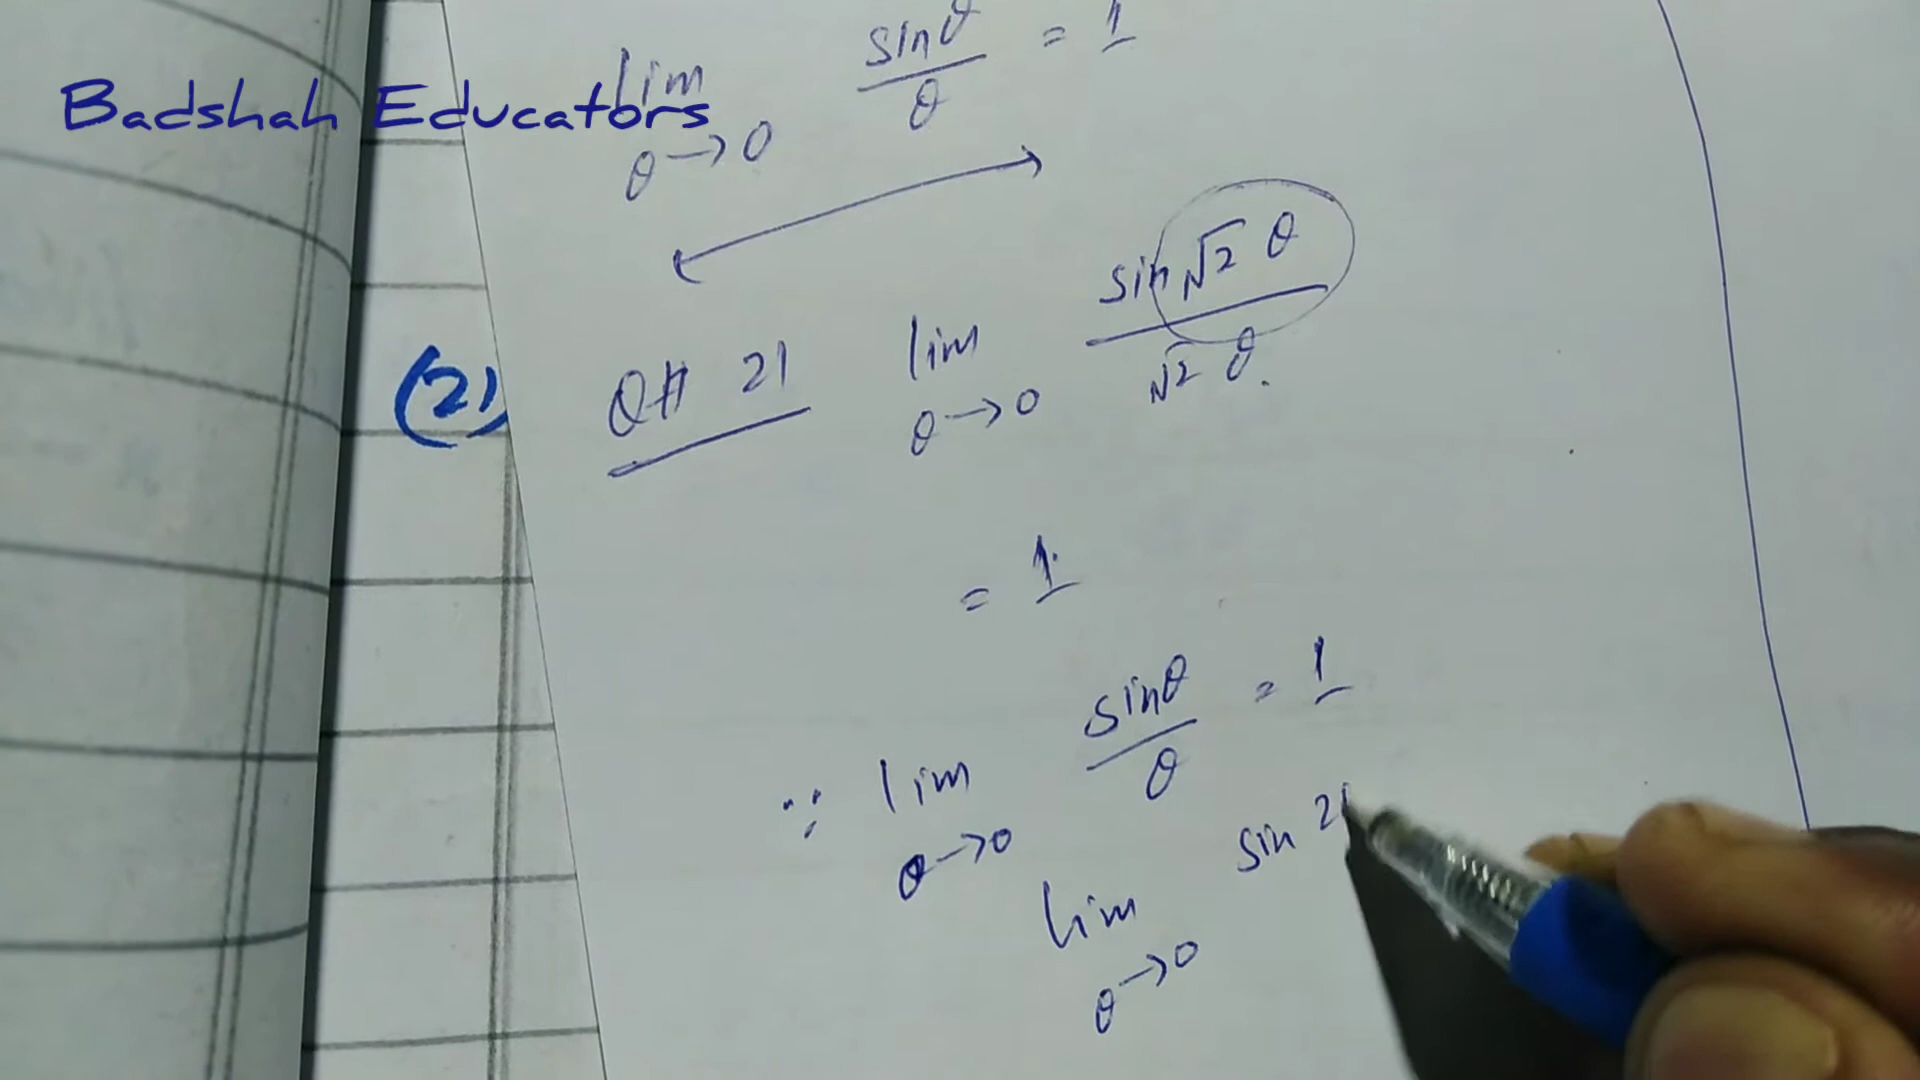 lim sinθ/θ = 1
θ→0
Badshah Educators
(21) Q# 21 lim sin√2 θ / √2 θ.
θ→0
= 1
∵ lim sinθ/θ = 1
θ→0
lim sin 2
θ→0